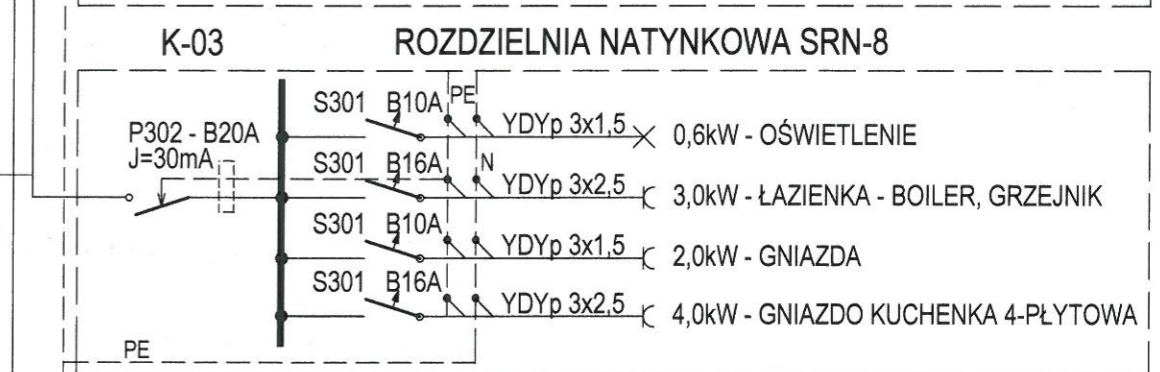 K-03 ROZDZIELNIA NATYNKOWA SRN-8
P302 - B20A
J=30mA
S301 B10A PE YDYp 3x1,5 0,6kW - OŚWIETLENIE
S301 B16A N YDYp 3x2,5 3,0kW - ŁAZIENKA - BOILER, GRZEJNIK
S301 B10A YDYp 3x1,5 2,0kW - GNIAZDA
S301 B16A YDYp 3x2,5 4,0kW - GNIAZDO KUCHENKA 4-PŁYTOWA
PE